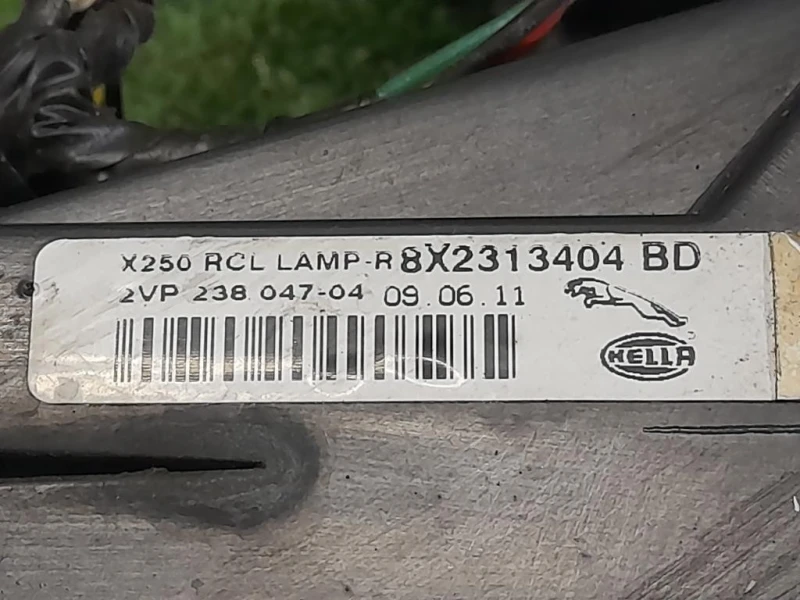 X250 RCL LAMP-R 8X2313404 BD
2VP 238 047-04 09.06.11
HELLA